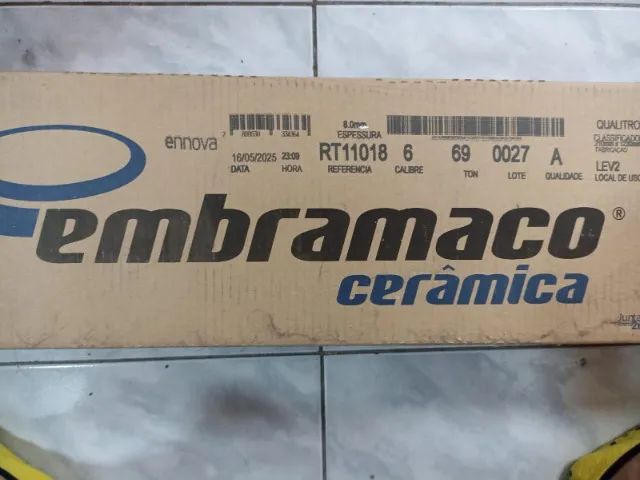 ennova
16/05/2025 23:09
DATA HORA
8.0mm
ESPESSURA
RT11018 6 69 0027 A
REFERENCIA CALIBRE TON LOTE QUALIDADE
QUALITRO
CLASSIFICADO
FABRICAÇÃO
LEV2
LOCAL DE USO
embramaco®
cerâmica
Junta